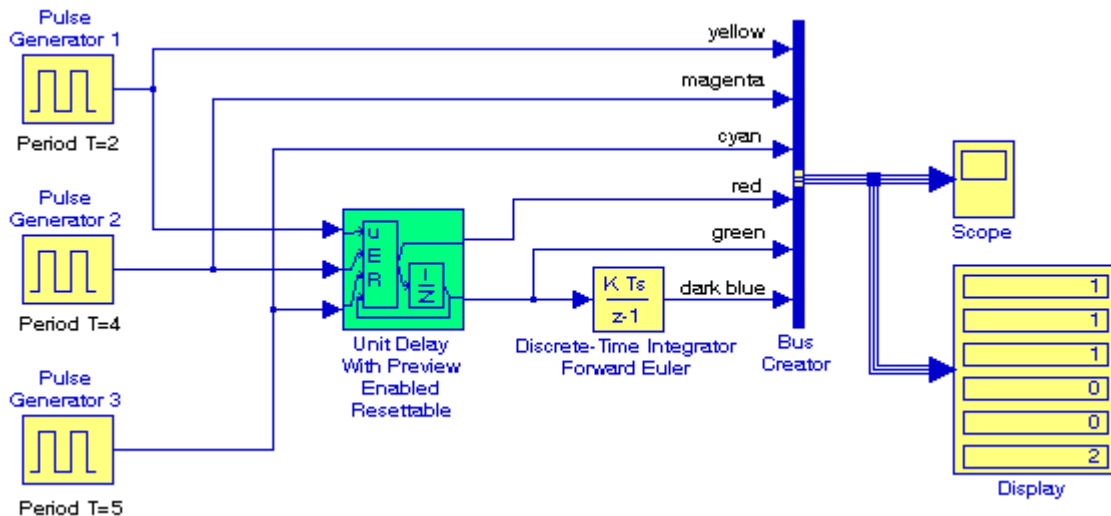 Pulse
Generator 1
Period T=2
Pulse
Generator 2
Period T=4
Pulse
Generator 3
Period T=5
u
E
R
1
Z
Unit Delay
With Preview
Enabled
Resettable
K Ts
z-1
Discrete-Time Integrator
Forward Euler
yellow
magenta
cyan
red
green
dark blue
Bus
Creator
Scope
1
1
1
0
0
2
Display